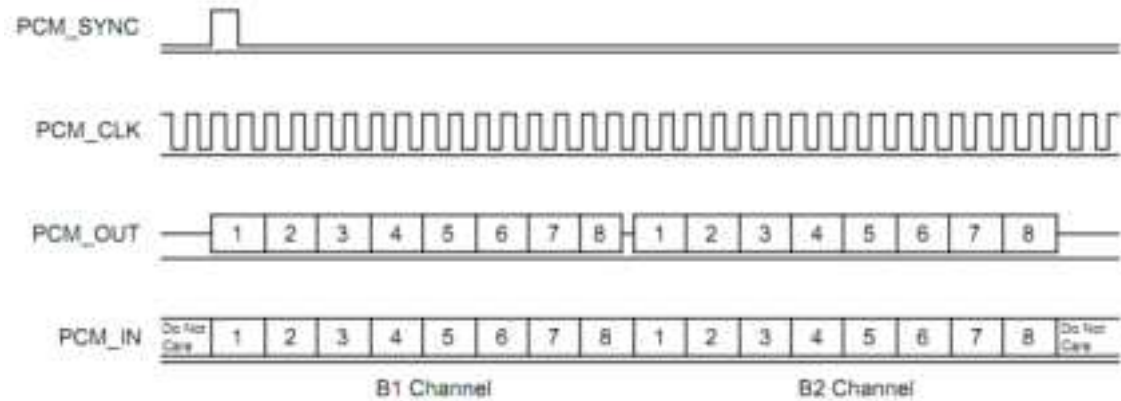 PCM_SYNC
PCM_CLK
PCM_OUT 1 2 3 4 5 6 7 8 1 2 3 4 5 6 7 8
PCM_IN Do Not Care 1 2 3 4 5 6 7 8 1 2 3 4 5 6 7 8 Do Not Care
B1 Channel B2 Channel